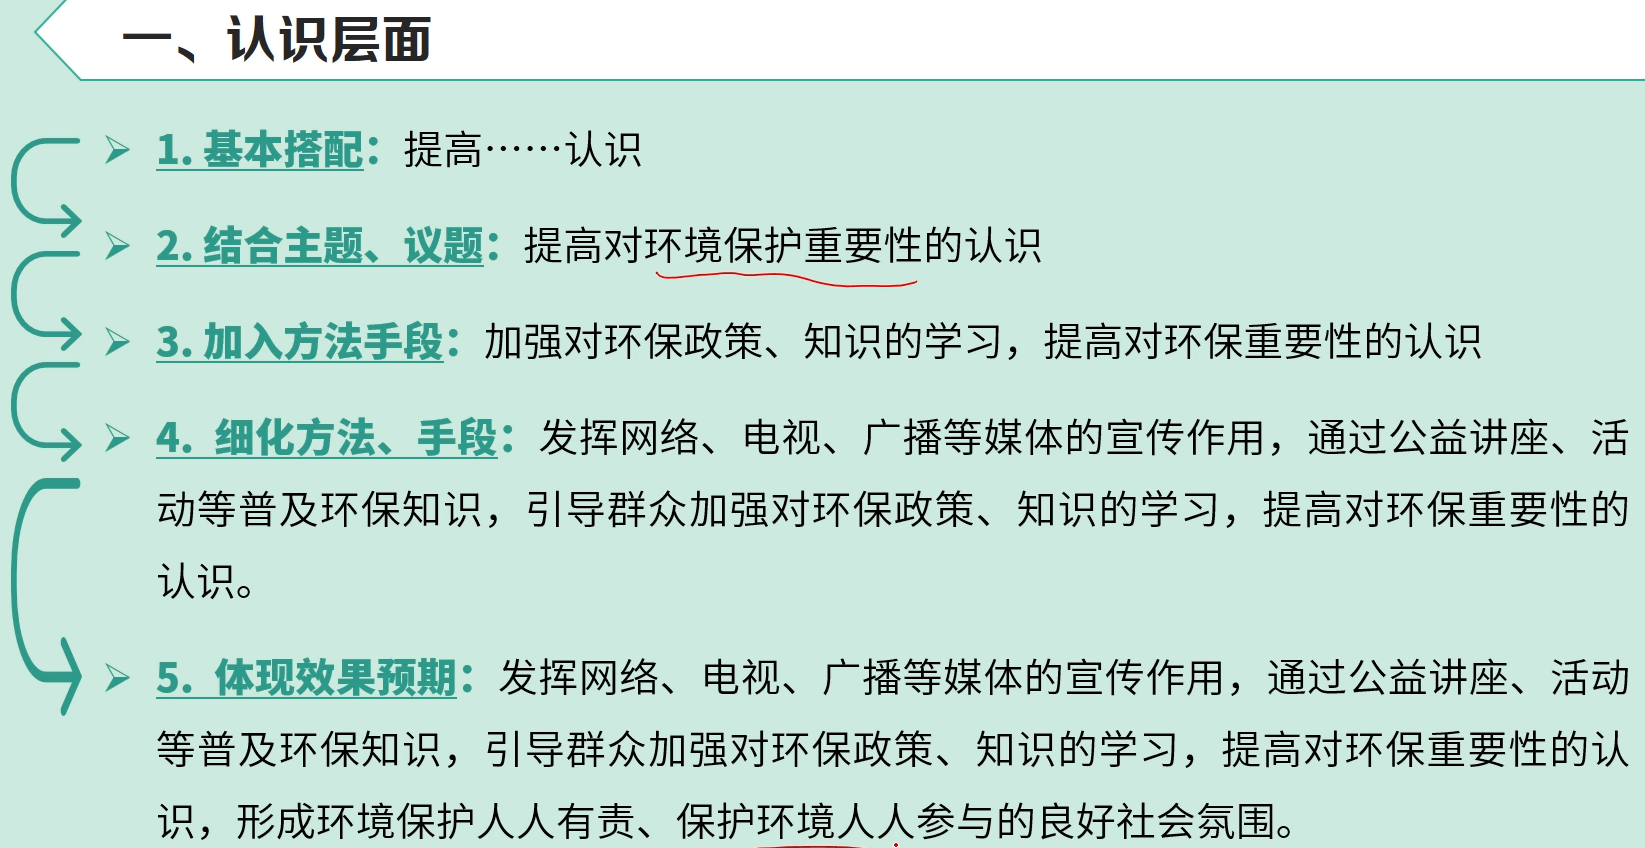 一、认识层面
1. 基本搭配：提高……认识
2. 结合主题、议题：提高对环境保护重要性的认识
3. 加入方法手段：加强对环保政策、知识的学习，提高对环保重要性的认识
4. 细化方法、手段：发挥网络、电视、广播等媒体的宣传作用，通过公益讲座、活
动等普及环保知识，引导群众加强对环保政策、知识的学习，提高对环保重要性的
认识。
5. 体现效果预期：发挥网络、电视、广播等媒体的宣传作用，通过公益讲座、活动
等普及环保知识，引导群众加强对环保政策、知识的学习，提高对环保重要性的认
识，形成环境保护人人有责、保护环境人人参与的良好社会氛围。